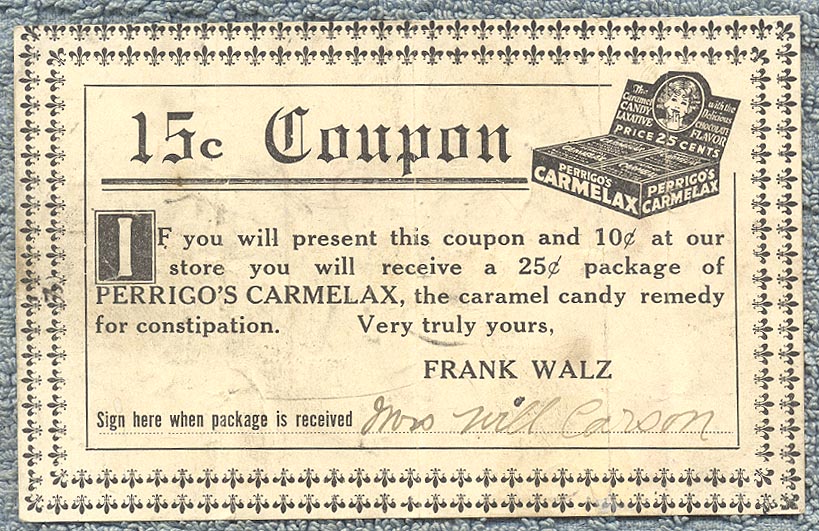 The Caramel CANDY LAXATIVE
with the Delicious CHOCOLATE FLAVOR
PRICE 25 CENTS
PERRIGO'S
CARMELAX
PERRIGO'S
CARMELAX
15c Coupon
IF you will present this coupon and 10¢ at our
store you will receive a 25¢ package of
PERRIGO'S CARMELAX, the caramel candy remedy
for constipation. Very truly yours,
FRANK WALZ
Sign here when package is received Mrs Will Carson